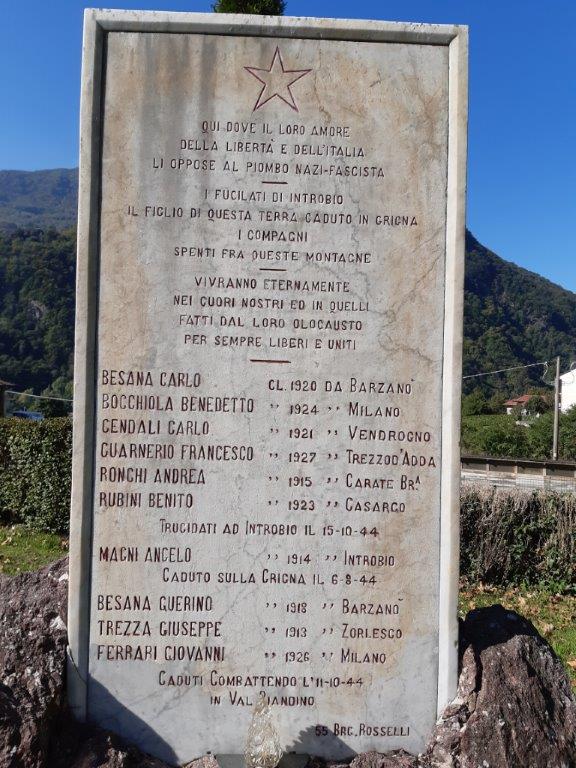 QUI DOVE IL LORO AMORE
DELLA LIBERTÀ E DELL'ITALIA
LI OPPOSE AL PIOMBO NAZI-FASCISTA
I FUCILATI DI INTROBIO
IL FIGLIO DI QUESTA TERRA CADUTO IN GRIGNA
I COMPAGNI
SPENTI FRA QUESTE MONTAGNE
VIVRANNO ETERNAMENTE
NEI CUORI NOSTRI ED IN QUELLI
FATTI DAL LORO OLOCAUSTO
PER SEMPRE LIBERI E UNITI
BESANA CARLO CL. 1920 DA BARZANÒ
BOCCHIOLA BENEDETTO ,, 1924 ,, MILANO
CENDALI CARLO ,, 1921 ,, VENDROGNO
GUARNERIO FRANCESCO ,, 1927 ,, TREZZO D'ADDA
RONCHI ANDREA ,, 1915 ,, CARATE BR^A
RUBINI BENITO ,, 1923 ,, CASARGO
TRUCIDATI AD INTROBIO IL 15-10-44
MAGNI ANGELO ,, 1914 ,, INTROBIO
CADUTO SULLA GRIGNA IL 6-8-44
BESANA GUERINO ,, 1918 ,, BARZANÒ
TREZZA GIUSEPPE ,, 1913 ,, ZORLESCO
FERRARI GIOVANNI ,, 1926 ,, MILANO
CADUTI COMBATTENDO L'11-10-44
IN VAL BIANDINO
55 BRG. ROSSELLI